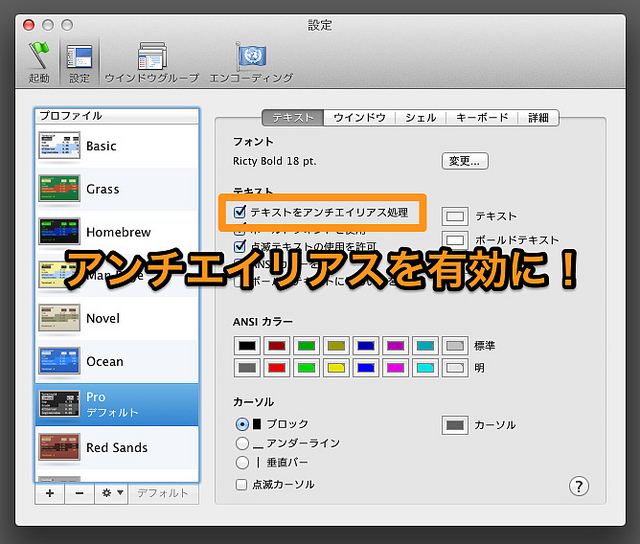 設定
起動
設定
ウインドウグループ
エンコーディング
プロファイル
Basic
Grass
Homebrew
Novel
Ocean
Pro
デフォルト
Red Sands
デフォルト
テキスト
ウインドウ
シェル
キーボード
詳細
フォント
Ricty Bold 18 pt.
変更...
テキスト
テキストをアンチエイリアス処理
テキスト
ボールドテキスト
点滅テキストの使用を許可
アンチエイリアスを有効に！
ANSI カラー
標準
明
カーソル
ブロック
アンダーライン
垂直バー
点滅カーソル
カーソル
?